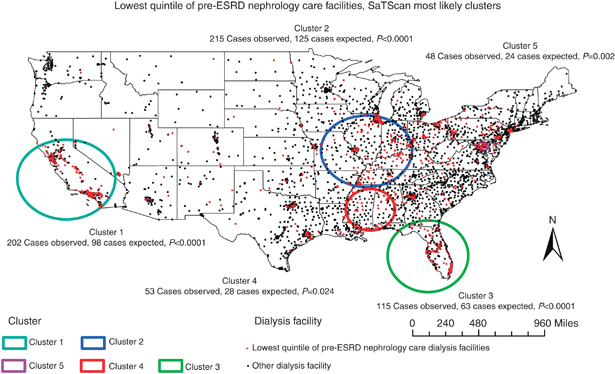 Lowest quintile of pre-ESRD nephrology care facilities, SaTScan most likely clusters
Cluster 2
215 Cases observed, 125 cases expected, P<0.0001
Cluster 5
48 Cases observed, 24 cases expected, P=0.002
Cluster 1
202 Cases observed, 98 cases expected, P<0.0001
N
Cluster 4
53 Cases observed, 28 cases expected, P=0.024
Cluster 3
115 Cases observed, 63 cases expected, P<0.0001
Cluster
Dialysis facility
0 240 480 960 Miles
Cluster 1
Cluster 2
Lowest quintile of pre-ESRD nephrology care dialysis facilities
Cluster 5
Cluster 4
Cluster 3
Other dialysis facility